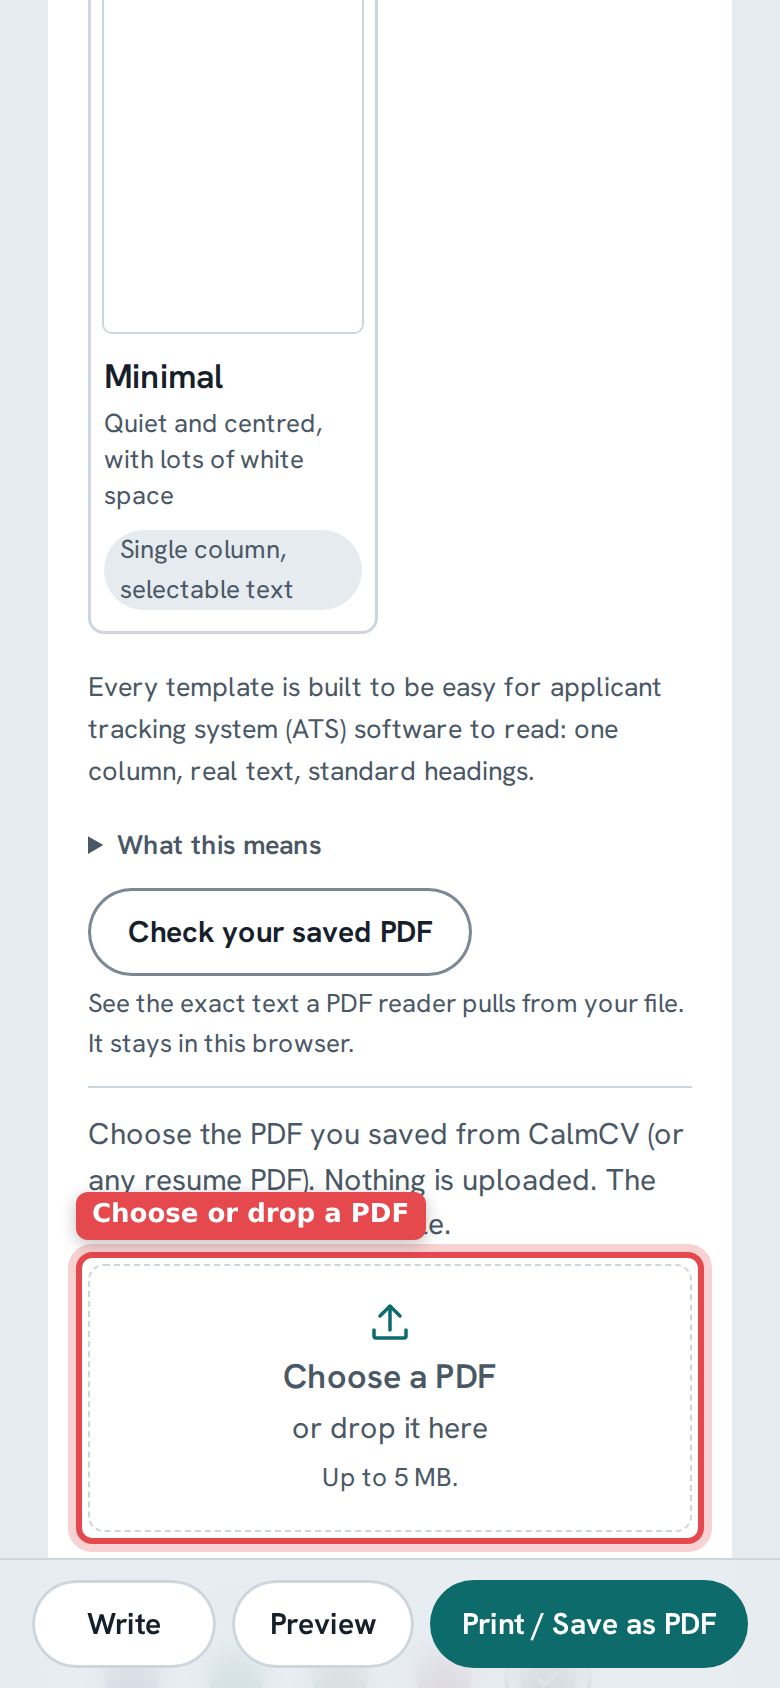 Minimal
Quiet and centred,
with lots of white
space
Single column,
selectable text
Every template is built to be easy for applicant
tracking system (ATS) software to read: one
column, real text, standard headings.
What this means
Check your saved PDF
See the exact text a PDF reader pulls from your file.
It stays in this browser.
Choose the PDF you saved from CalmCV (or
any resume PDF). Nothing is uploaded. The
Choose or drop a PDF
Choose a PDF
or drop it here
Up to 5 MB.
Write
Preview
Print / Save as PDF